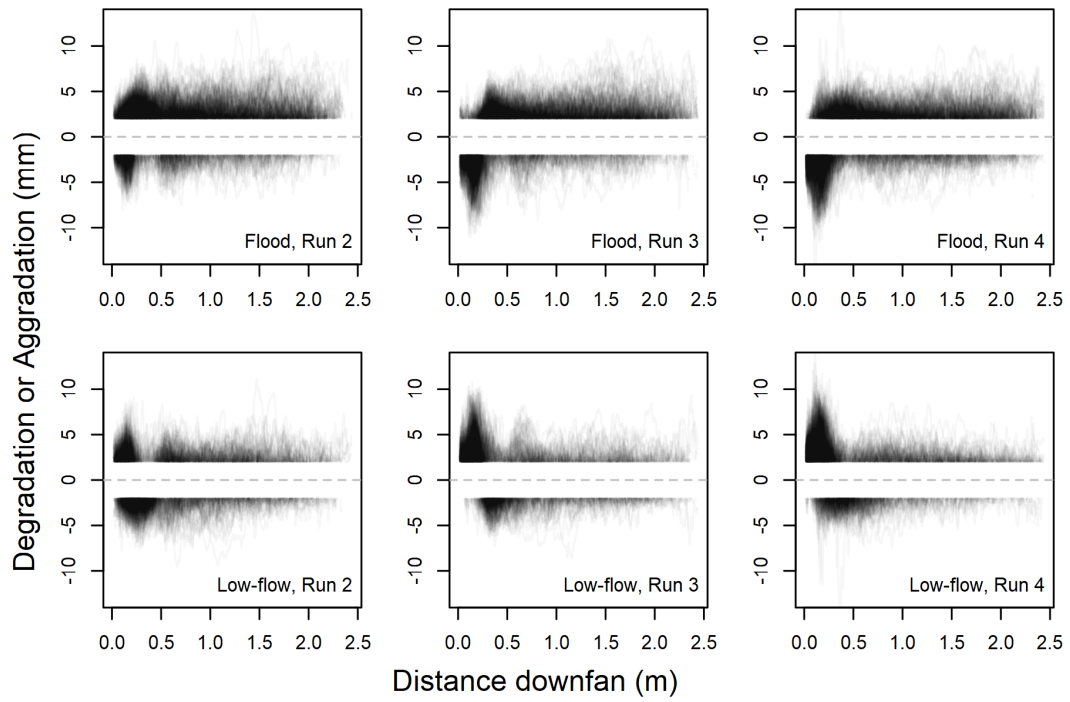 Degradation or Aggradation (mm)
10
5
0
-5
-10
Flood, Run 2
0.0 0.5 1.0 1.5 2.0 2.5
10
5
0
-5
-10
Flood, Run 3
0.0 0.5 1.0 1.5 2.0 2.5
10
5
0
-5
-10
Flood, Run 4
0.0 0.5 1.0 1.5 2.0 2.5
10
5
0
-5
-10
Low-flow, Run 2
0.0 0.5 1.0 1.5 2.0 2.5
10
5
0
-5
-10
Low-flow, Run 3
0.0 0.5 1.0 1.5 2.0 2.5
10
5
0
-5
-10
Low-flow, Run 4
0.0 0.5 1.0 1.5 2.0 2.5
Distance downfan (m)